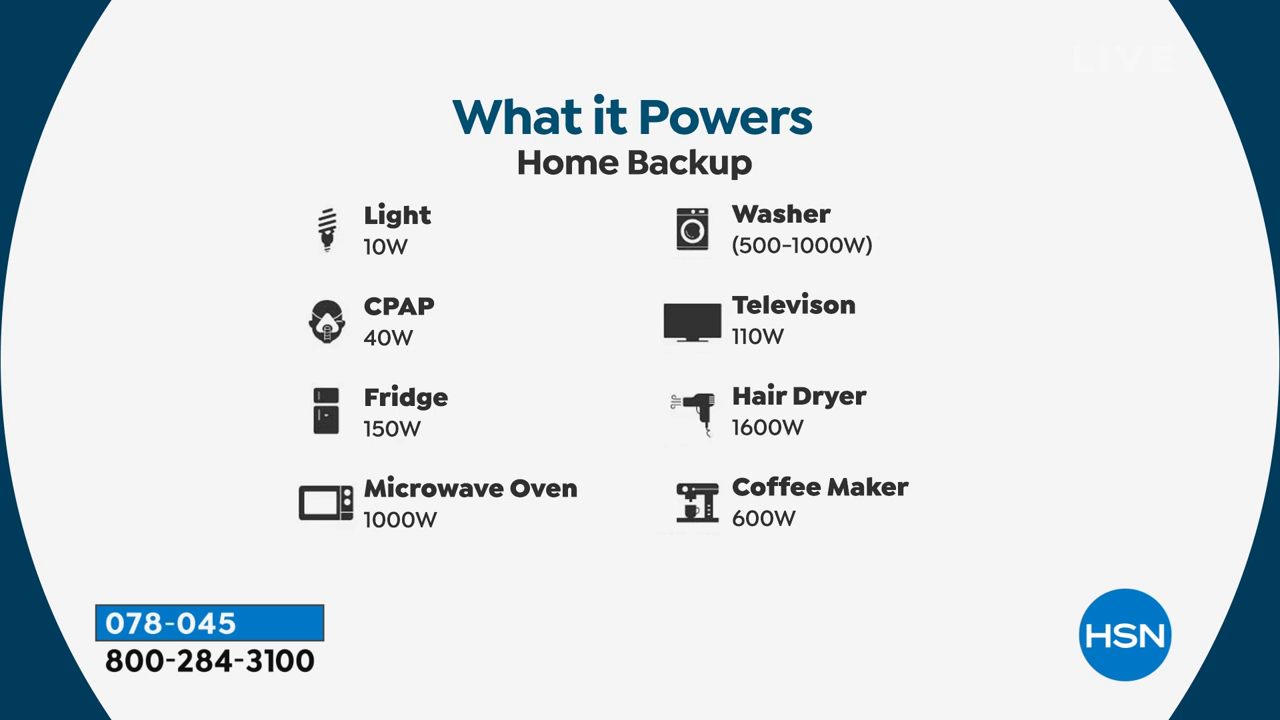 LIVE
What it Powers
Home Backup
Light
10W
Washer
(500-1000W)
CPAP
40W
Televison
110W
Fridge
150W
Hair Dryer
1600W
Microwave Oven
1000W
Coffee Maker
600W
078-045
800-284-3100
HSN